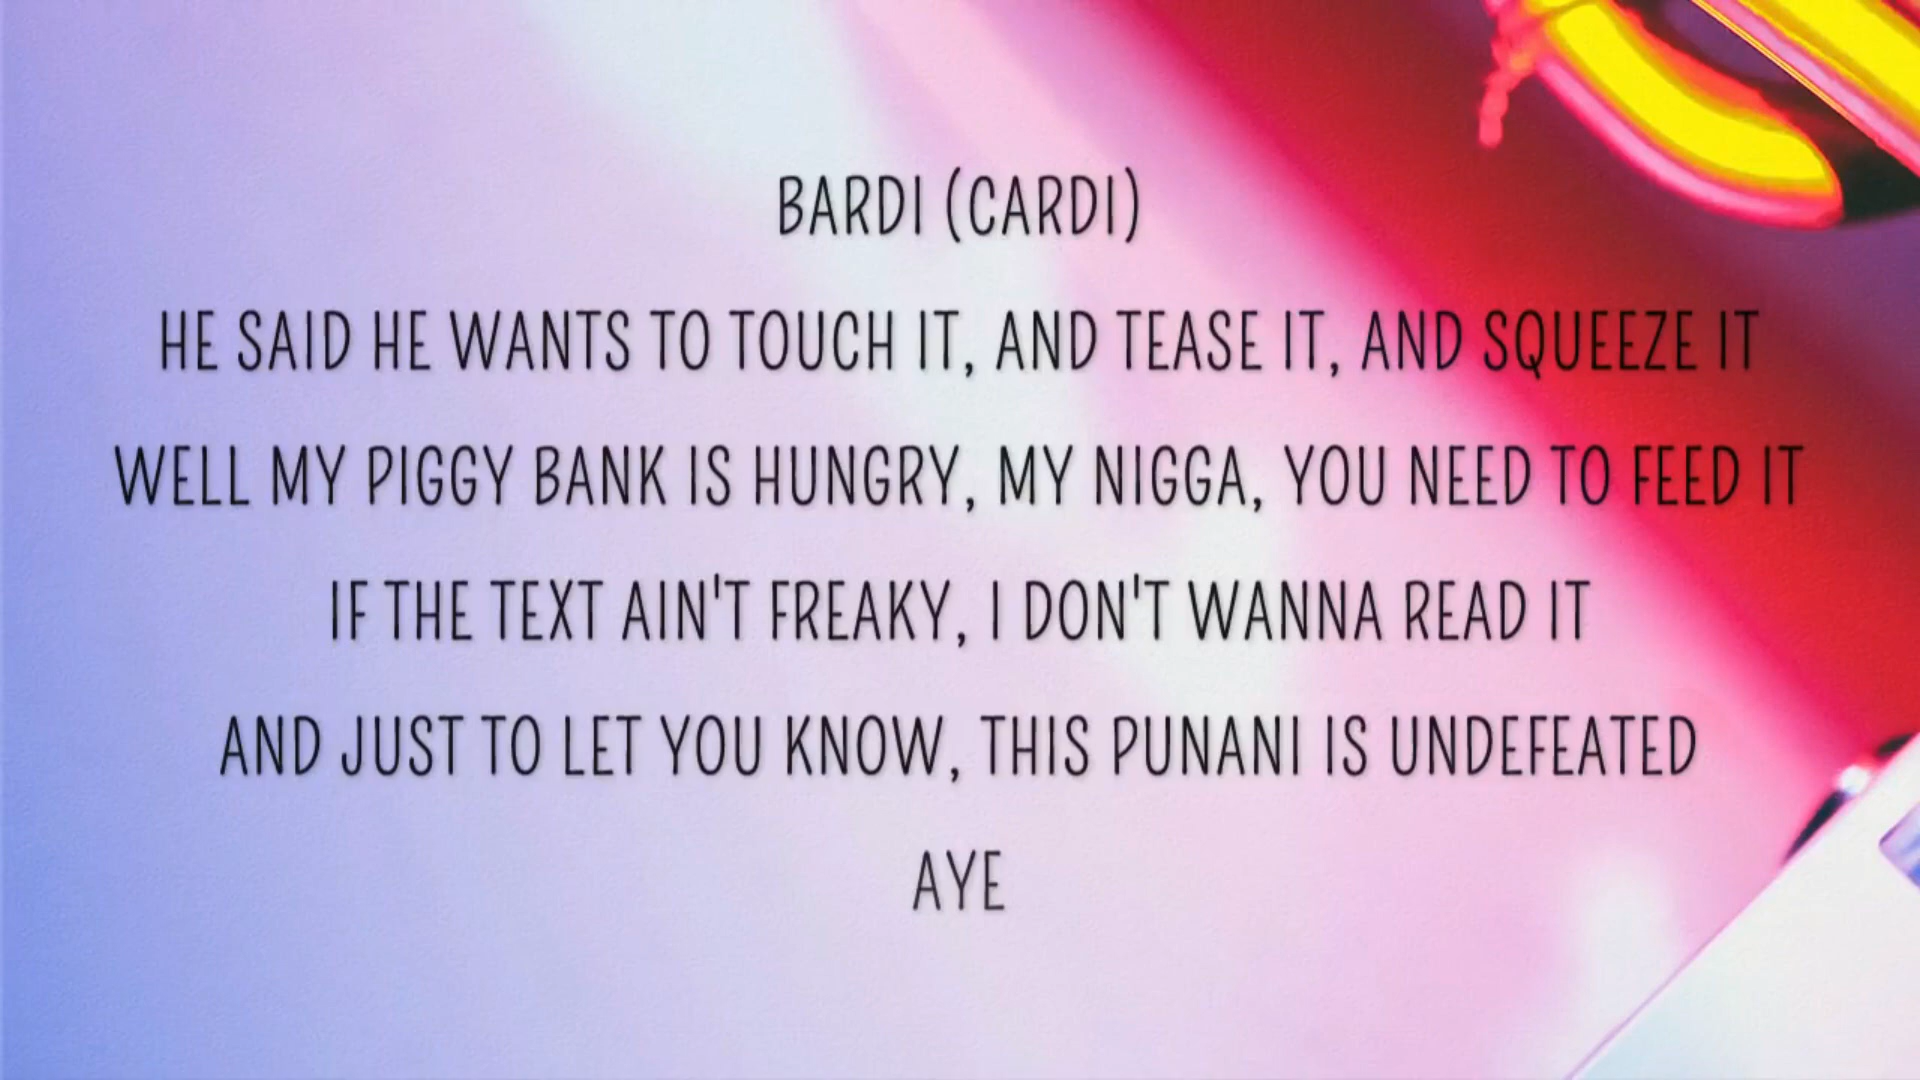 BARDI (CARDI)
HE SAID HE WANTS TO TOUCH IT, AND TEASE IT, AND SQUEEZE IT
WELL MY PIGGY BANK IS HUNGRY, MY NIGGA, YOU NEED TO FEED IT
IF THE TEXT AIN'T FREAKY, I DON'T WANNA READ IT
AND JUST TO LET YOU KNOW, THIS PUNANI IS UNDEFEATED
AYE